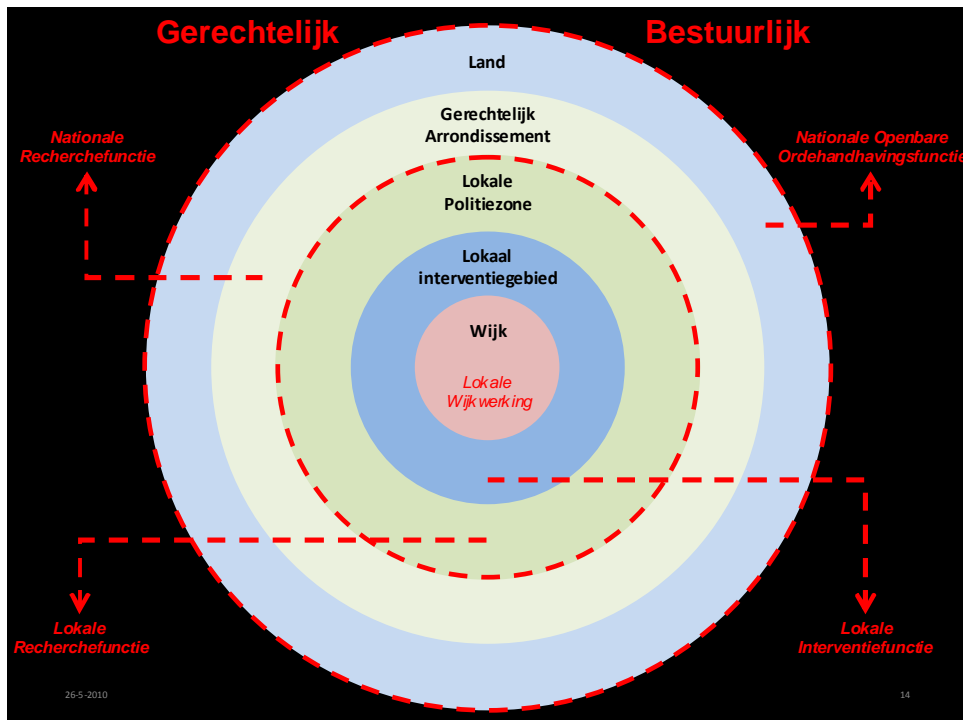 Gerechtelijk
Bestuurlijk
Land
Gerechtelijk
Arrondissement
Nationale
Recherchefunctie
Nationale Openbare
Ordehandhavingsfunctie
Lokale
Politiezone
Lokaal
interventiegebied
Wijk
Lokale
Wijkwerking
Lokale
Recherchefunctie
Lokale
Interventiefunctie
26-5-2010
14